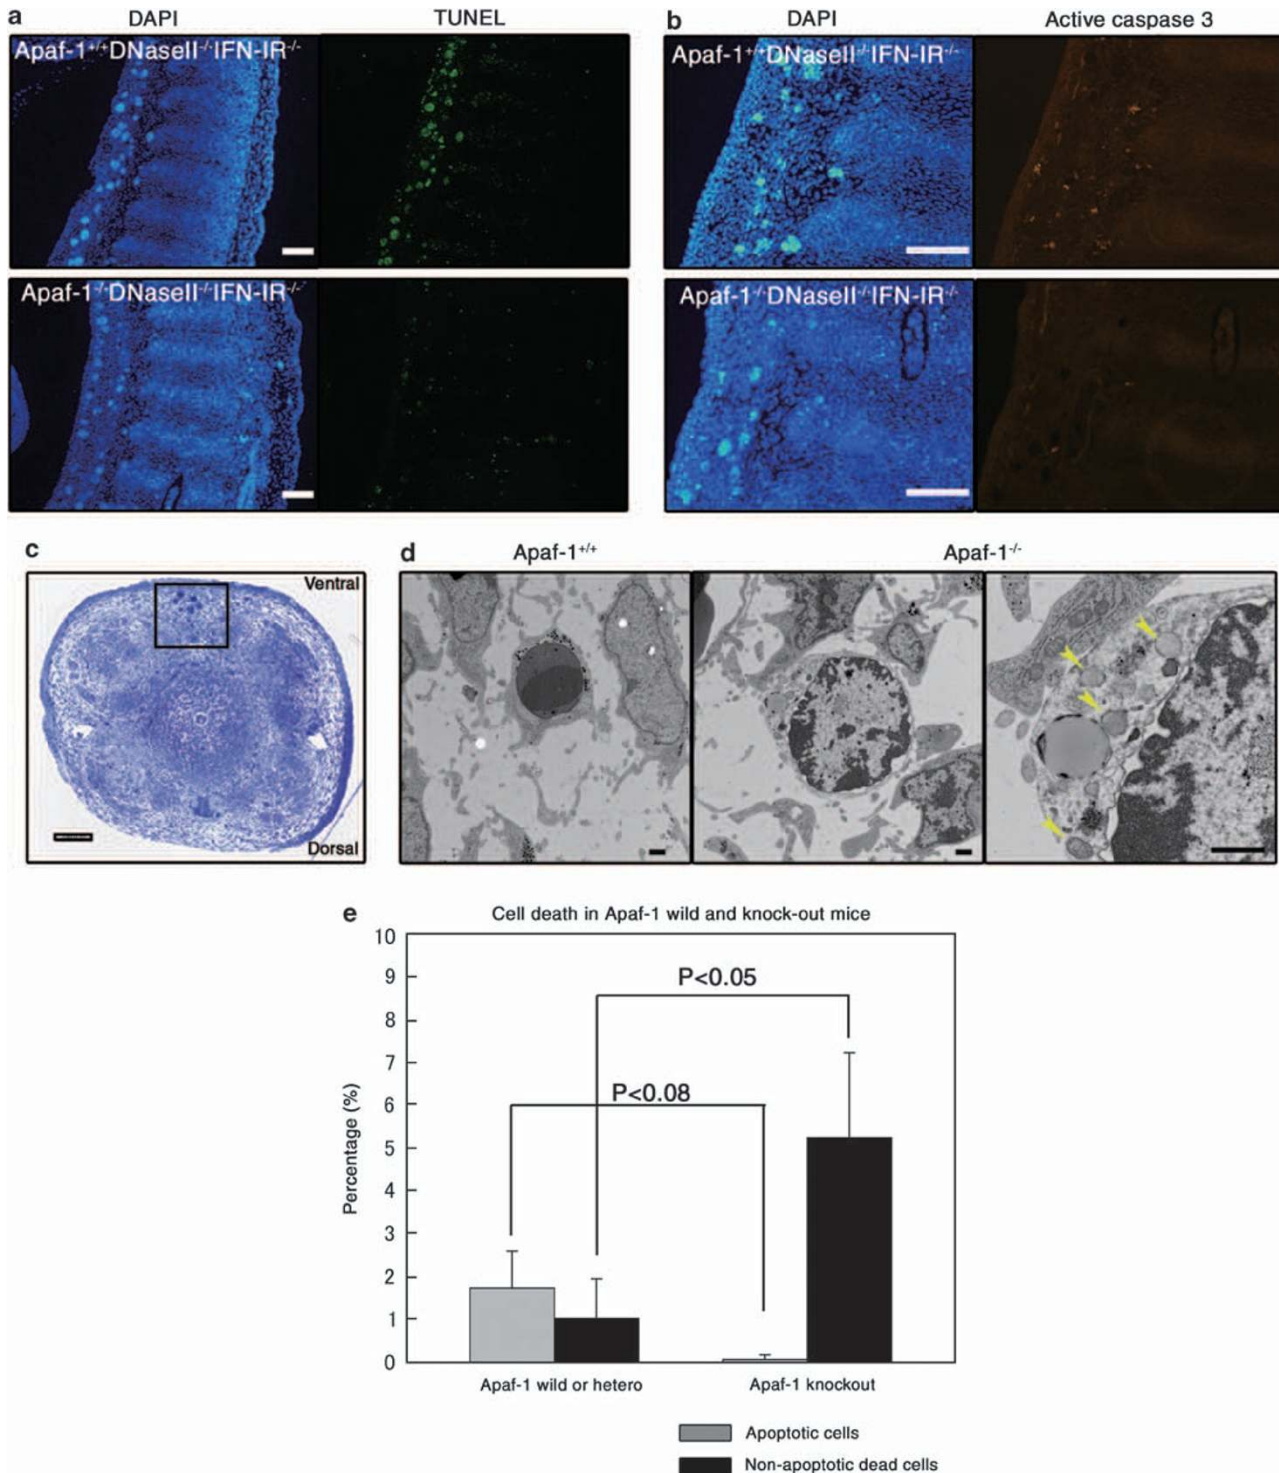 a DAPI TUNEL
Apaf-1+/+DNaseII-/-IFN-IR-/-
Apaf-1-/-DNaseII-/-IFN-IR-/-
b DAPI Active caspase 3
Apaf-1+/+DNaseII-/-IFN-IR-/-
Apaf-1-/-DNaseII-/-IFN-IR-/-
c
Ventral
Dorsal
d Apaf-1+/+ Apaf-1-/-
e Cell death in Apaf-1 wild and knock-out mice
Percentage (%)
10
9
8
7
6
5
4
3
2
1
0
P<0.05
P<0.08
Apaf-1 wild or hetero Apaf-1 knockout
Apoptotic cells
Non-apoptotic dead cells